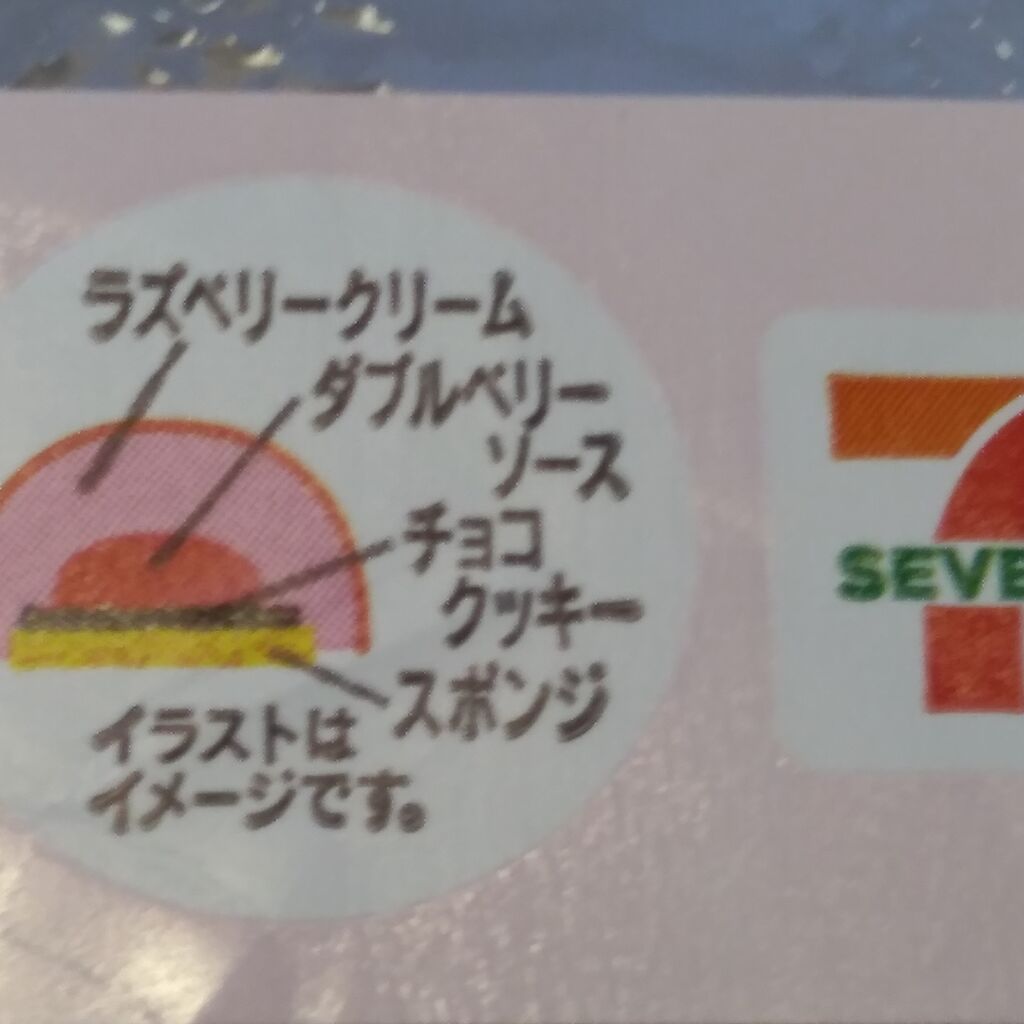 ラズベリークリーム
ダブルベリー
ソース
チョコ
クッキー
スポンジ
イラストは
イメージです。
SEVE